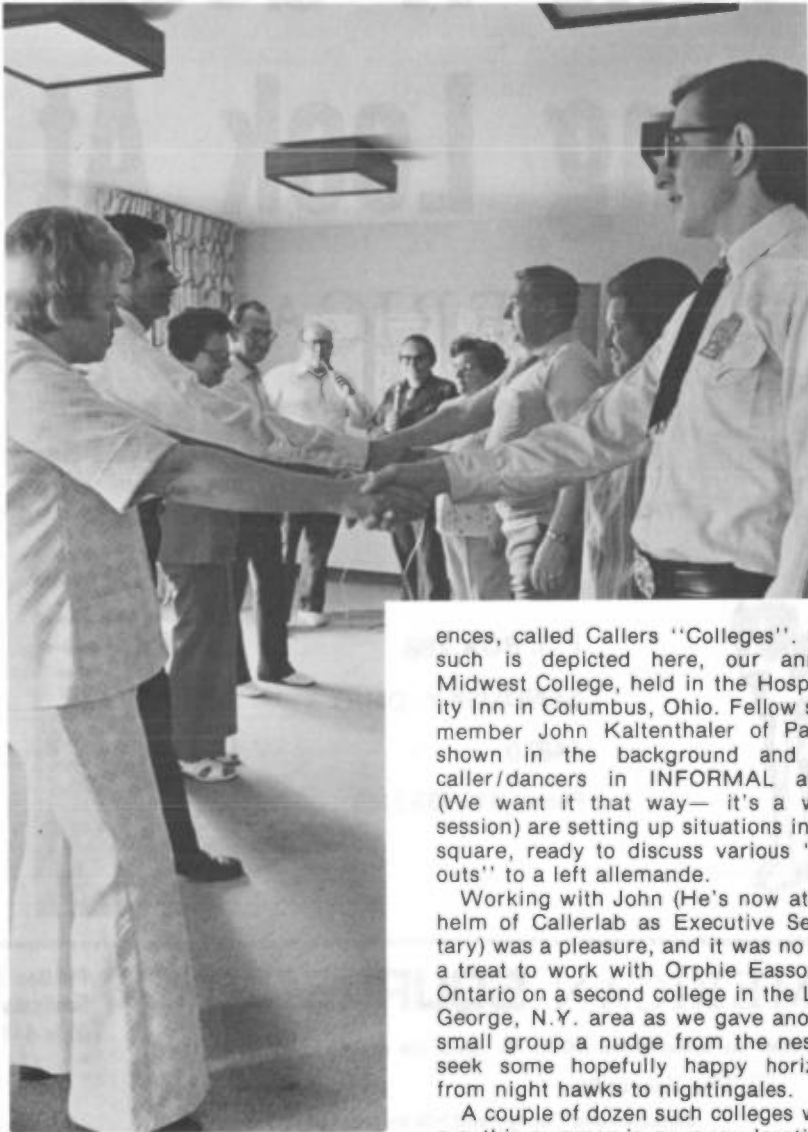 ences, called Callers "Colleges".
such is depicted here, our ann
Midwest College, held in the Hosp
ity Inn in Columbus, Ohio. Fellow s
member John Kaltenthaler of Pa
shown in the background and
caller/dancers in INFORMAL a
(We want it that way— it's a w
session) are setting up situations in
square, ready to discuss various "
outs" to a left allemande.
Working with John (He's now at
helm of Callerlab as Executive Se
tary) was a pleasure, and it was no
a treat to work with Orphie Easso
Ontario on a second college in the L
George, N.Y. area as we gave ano
small group a nudge from the nes
seek some hopefully happy horiz
from night hawks to nightingales.
A couple of dozen such colleges w